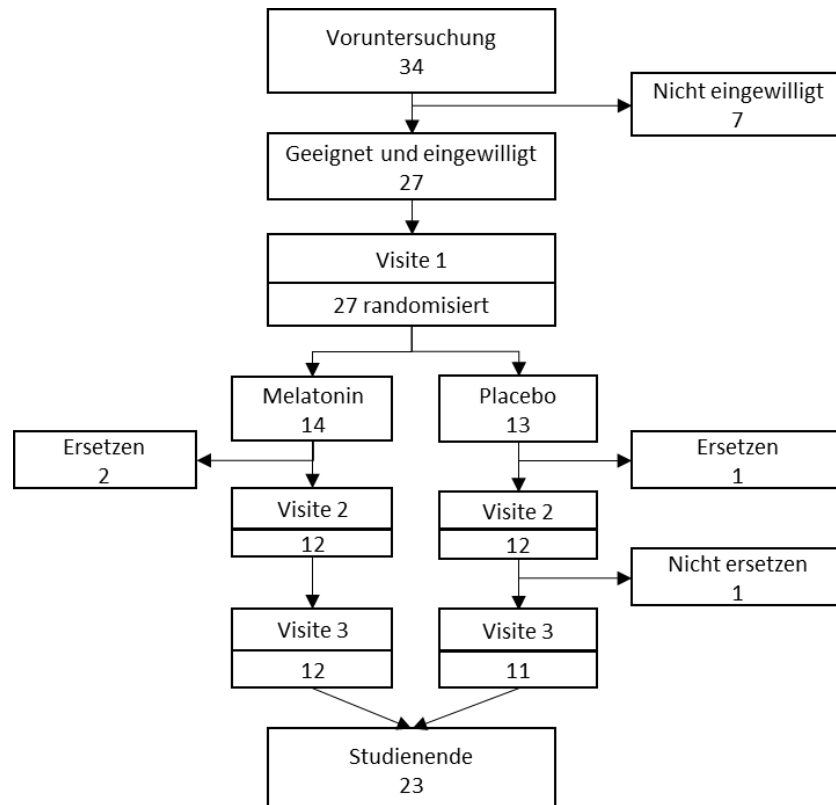 Voruntersuchung
34
Nicht eingewilligt
7
Geeignet und eingewilligt
27
Visite 1
27 randomisiert
Melatonin
14
Placebo
13
Ersetzen
2
Ersetzen
1
Visite 2
12
Visite 2
12
Nicht ersetzen
1
Visite 3
12
Visite 3
11
Studienende
23